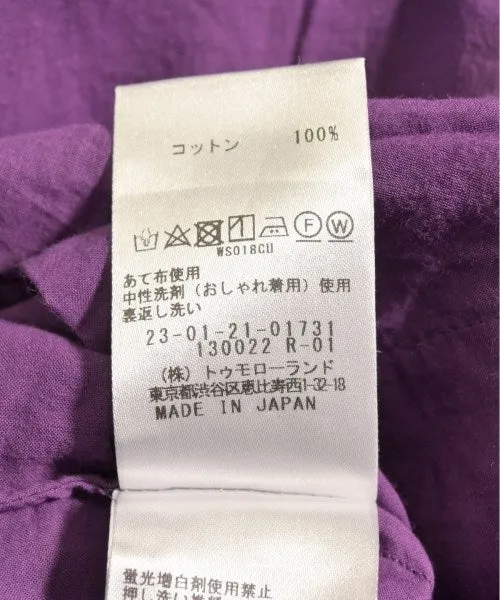 コットン 100%
WS018CU
あて布使用
中性洗剤（おしゃれ着用）使用
裏返し洗い
23-01-21-01731
130022 R-01
（株）トゥモローランド
東京都渋谷区恵比寿西1-32-18
MADE IN JAPAN
蛍光増白剤使用禁止